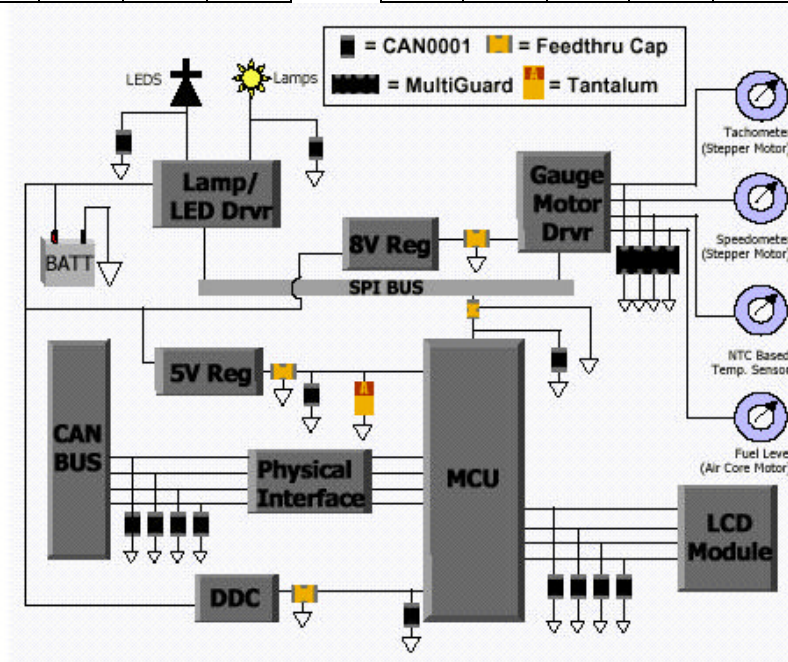 = CAN0001
= Feedthru Cap
= MultiGuard
= Tantalum
LEDS
Lamps
Tachometer
(Stepper Motor)
Lamp/
LED Drvr
Gauge
Motor
Drvr
8V Reg
BATT
Speedometer
(Stepper Motor)
SPI BUS
NTC Based
Temp. Sensor
5V Reg
A
CAN
BUS
Physical
Interface
MCU
Fuel Leve
(Air Core Motor)
LCD
Module
DDC